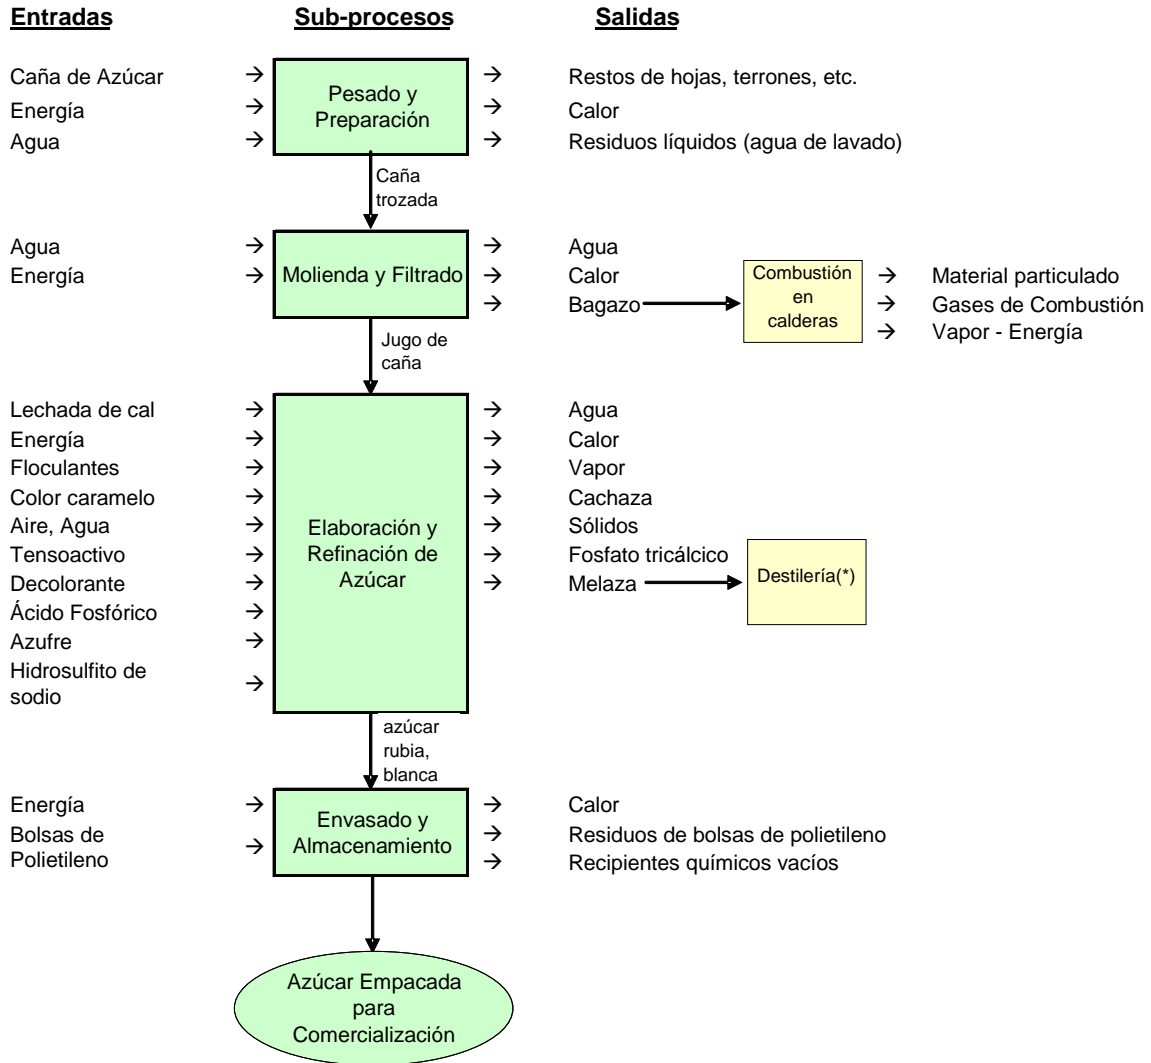 Entradas
Sub-procesos
Salidas
Caña de Azúcar
Energía
Agua
Pesado y
Preparación
Restos de hojas, terrones, etc.
Calor
Residuos líquidos (agua de lavado)
Caña
trozada
Agua
Energía
Molienda y Filtrado
Agua
Calor
Bagazo
Combustión
en
calderas
Material particulado
Gases de Combustión
Vapor - Energía
Jugo de
caña
Lechada de cal
Energía
Floculantes
Color caramelo
Aire, Agua
Tensoactivo
Decolorante
Ácido Fosfórico
Azufre
Hidrosulfito de
sodio
Elaboración y
Refinación de
Azúcar
Agua
Calor
Vapor
Cachaza
Sólidos
Fosfato tricálcico
Melaza
Destilería(*)
azúcar
rubia,
blanca
Energía
Bolsas de
Polietileno
Envasado y
Almacenamiento
Calor
Residuos de bolsas de polietileno
Recipientes químicos vacíos
Azúcar Empacada
para
Comercialización